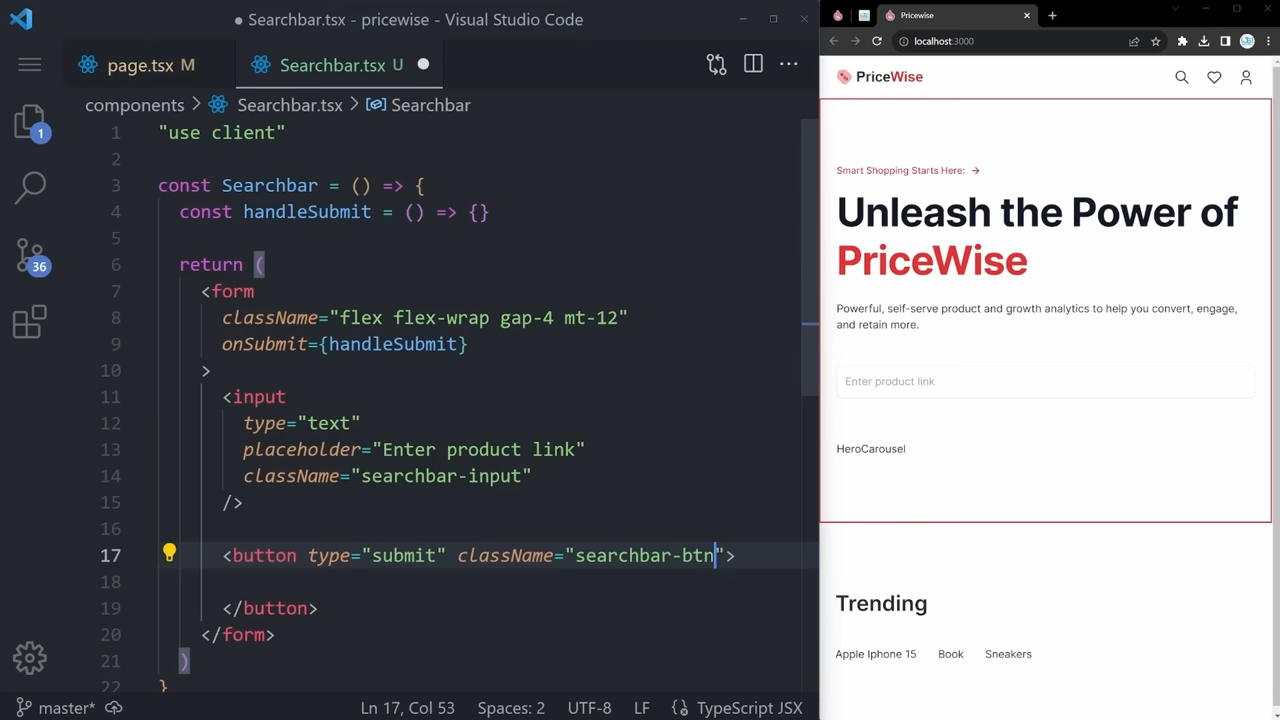 Searchbar.tsx - pricewise - Visual Studio Code
page.tsx M
Searchbar.tsx U
components > Searchbar.tsx > Searchbar
1 "use client"
2
3 const Searchbar = () => {
4 const handleSubmit = () => {}
5
6 return (
7 <form
8 className="flex flex-wrap gap-4 mt-12"
9 onSubmit={handleSubmit}
10 >
11 <input
12 type="text"
13 placeholder="Enter product link"
14 className="searchbar-input"
15 />
16
17 <button type="submit" className="searchbar-btn">
18
19 </button>
20 </form>
21 )
22 }
1
36
master*
Ln 17, Col 53
Spaces: 2
UTF-8
LF
TypeScript JSX
Pricewise
localhost:3000
PriceWise
Smart Shopping Starts Here:
Unleash the Power of
PriceWise
Powerful, self-serve product and growth analytics to help you convert, engage,
and retain more.
Enter product link
HeroCarousel
Trending
Apple Iphone 15 Book Sneakers